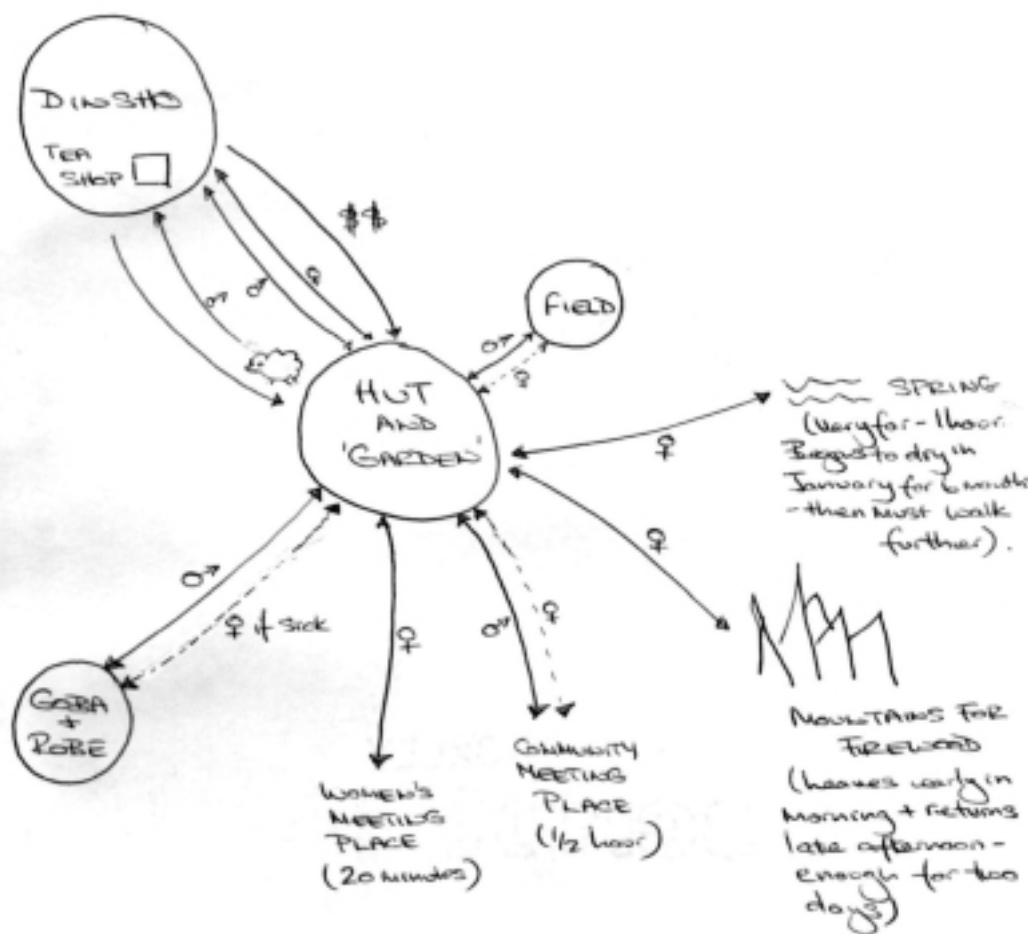 DINSHO
TEA
SHOP
$$
♂
♂
♀
FIELD
♂
♀
HUT
AND
'GARDEN'
SPRING
(Very far - 1 hour.
Begins to dry in
January for 6 months
- then must walk
further).
♀
♀
♂
♀ if sick
♀
♂
♀
GOBA
+
ROBE
WOMEN'S
MEETING
PLACE
(20 minutes)
COMMUNITY
MEETING
PLACE
(1/2 hour)
MOUNTAINS FOR
FIREWOOD
(Leaves early in
morning + returns
late afternoon -
enough for two
days)